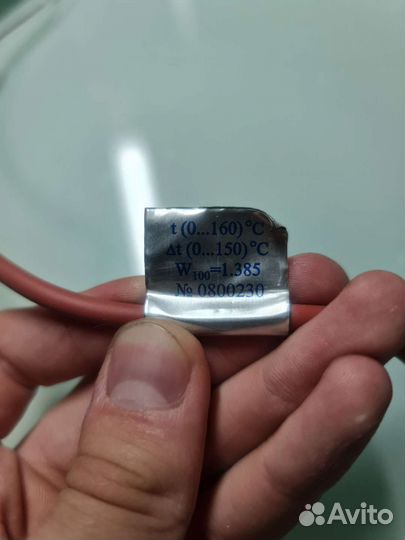 t (0...160) °C
Δt (0...150) °C
W100=1.385
№ 0800230
Avito